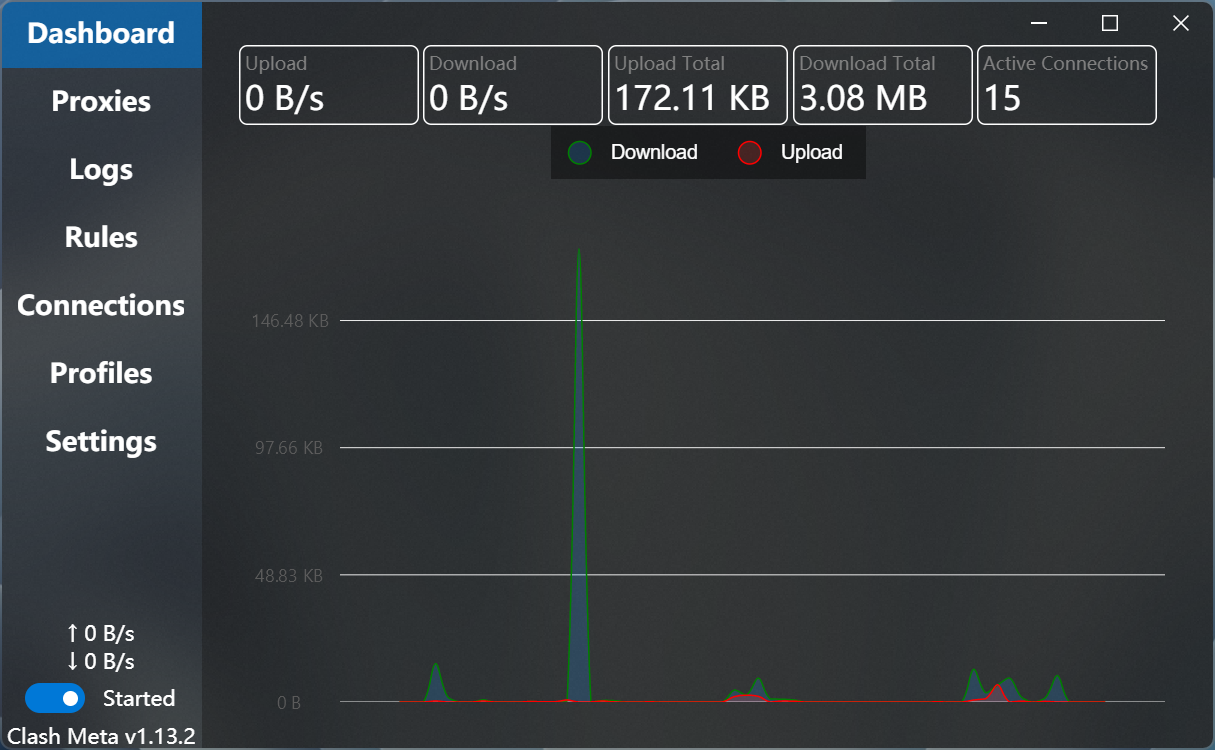 Dashboard
Proxies
Logs
Rules
Connections
Profiles
Settings
↑ 0 B/s
↓ 0 B/s
Started
Clash Meta v1.13.2
Upload
0 B/s
Download
0 B/s
Upload Total
172.11 KB
Download Total
3.08 MB
Active Connections
15
Download Upload
146.48 KB
97.66 KB
48.83 KB
0 B